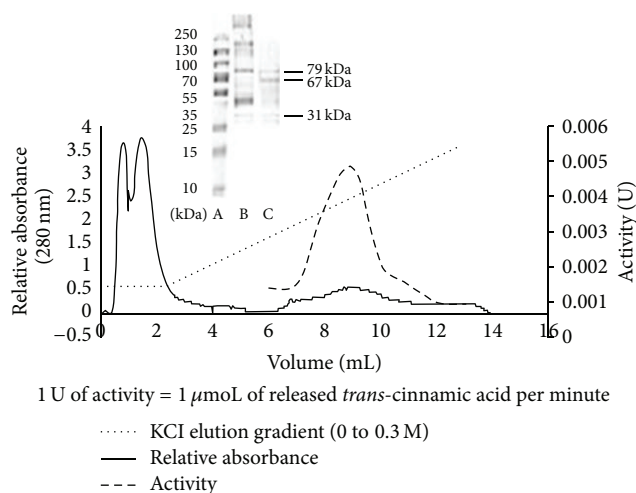 250
130
100
70
55
35
25
15
10
(kDa) A B C
79 kDa
67 kDa
31 kDa
4
3.5
3
2.5
2
1.5
1
0.5
0
−0.5
Relative absorbance
(280 nm)
0.006
0.005
0.004
0.003
0.002
0.001
0
Activity (U)
0 2 4 6 8 10 12 14 16
Volume (mL)
1 U of activity = 1 μmoL of released trans-cinnamic acid per minute
KCI elution gradient (0 to 0.3 M)
Relative absorbance
Activity